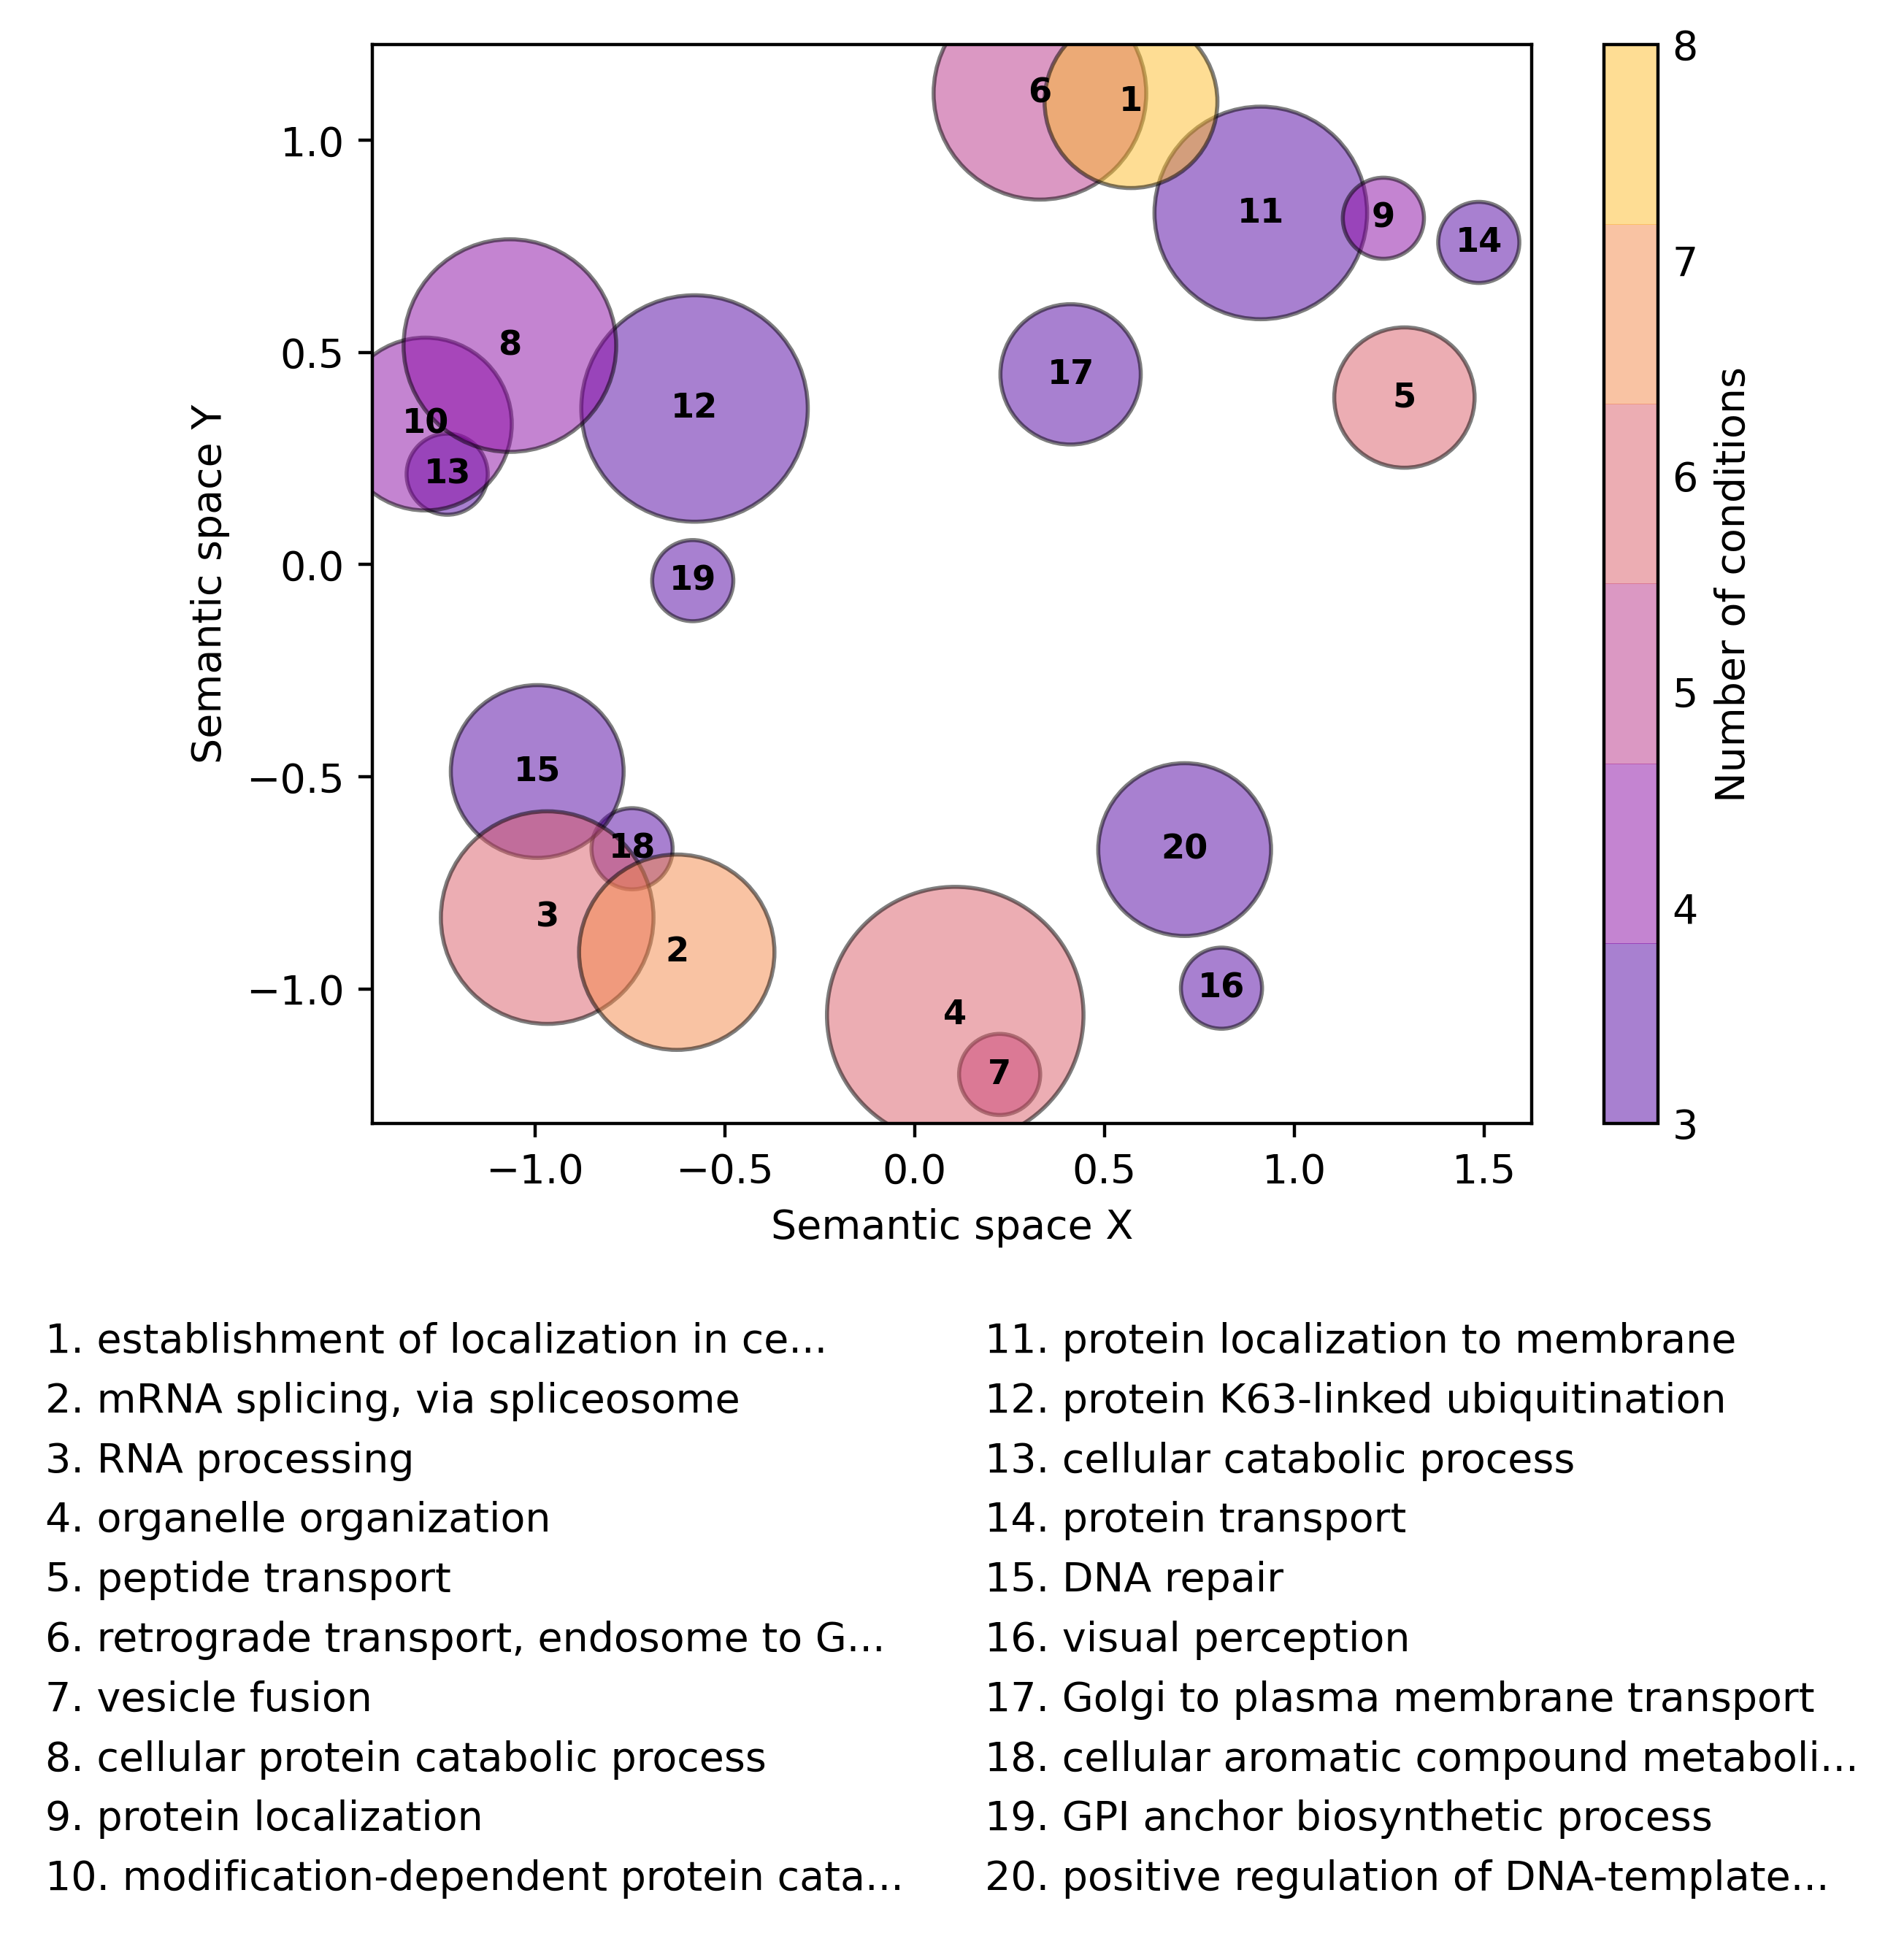 8
6
1
1.0
7
11
9
14
0.5
8
17
5
12
10
6
13
Semantic space Y
Number of conditions
0.0
19
5
−0.5
15
18
20
4
3
2
−1.0
16
4
7
3
−1.0
−0.5
0.0
0.5
1.0
1.5
Semantic space X
1. establishment of localization in ce...
2. mRNA splicing, via spliceosome
3. RNA processing
4. organelle organization
5. peptide transport
6. retrograde transport, endosome to G...
7. vesicle fusion
8. cellular protein catabolic process
9. protein localization
10. modification-dependent protein cata...
11. protein localization to membrane
12. protein K63-linked ubiquitination
13. cellular catabolic process
14. protein transport
15. DNA repair
16. visual perception
17. Golgi to plasma membrane transport
18. cellular aromatic compound metaboli...
19. GPI anchor biosynthetic process
20. positive regulation of DNA-template...